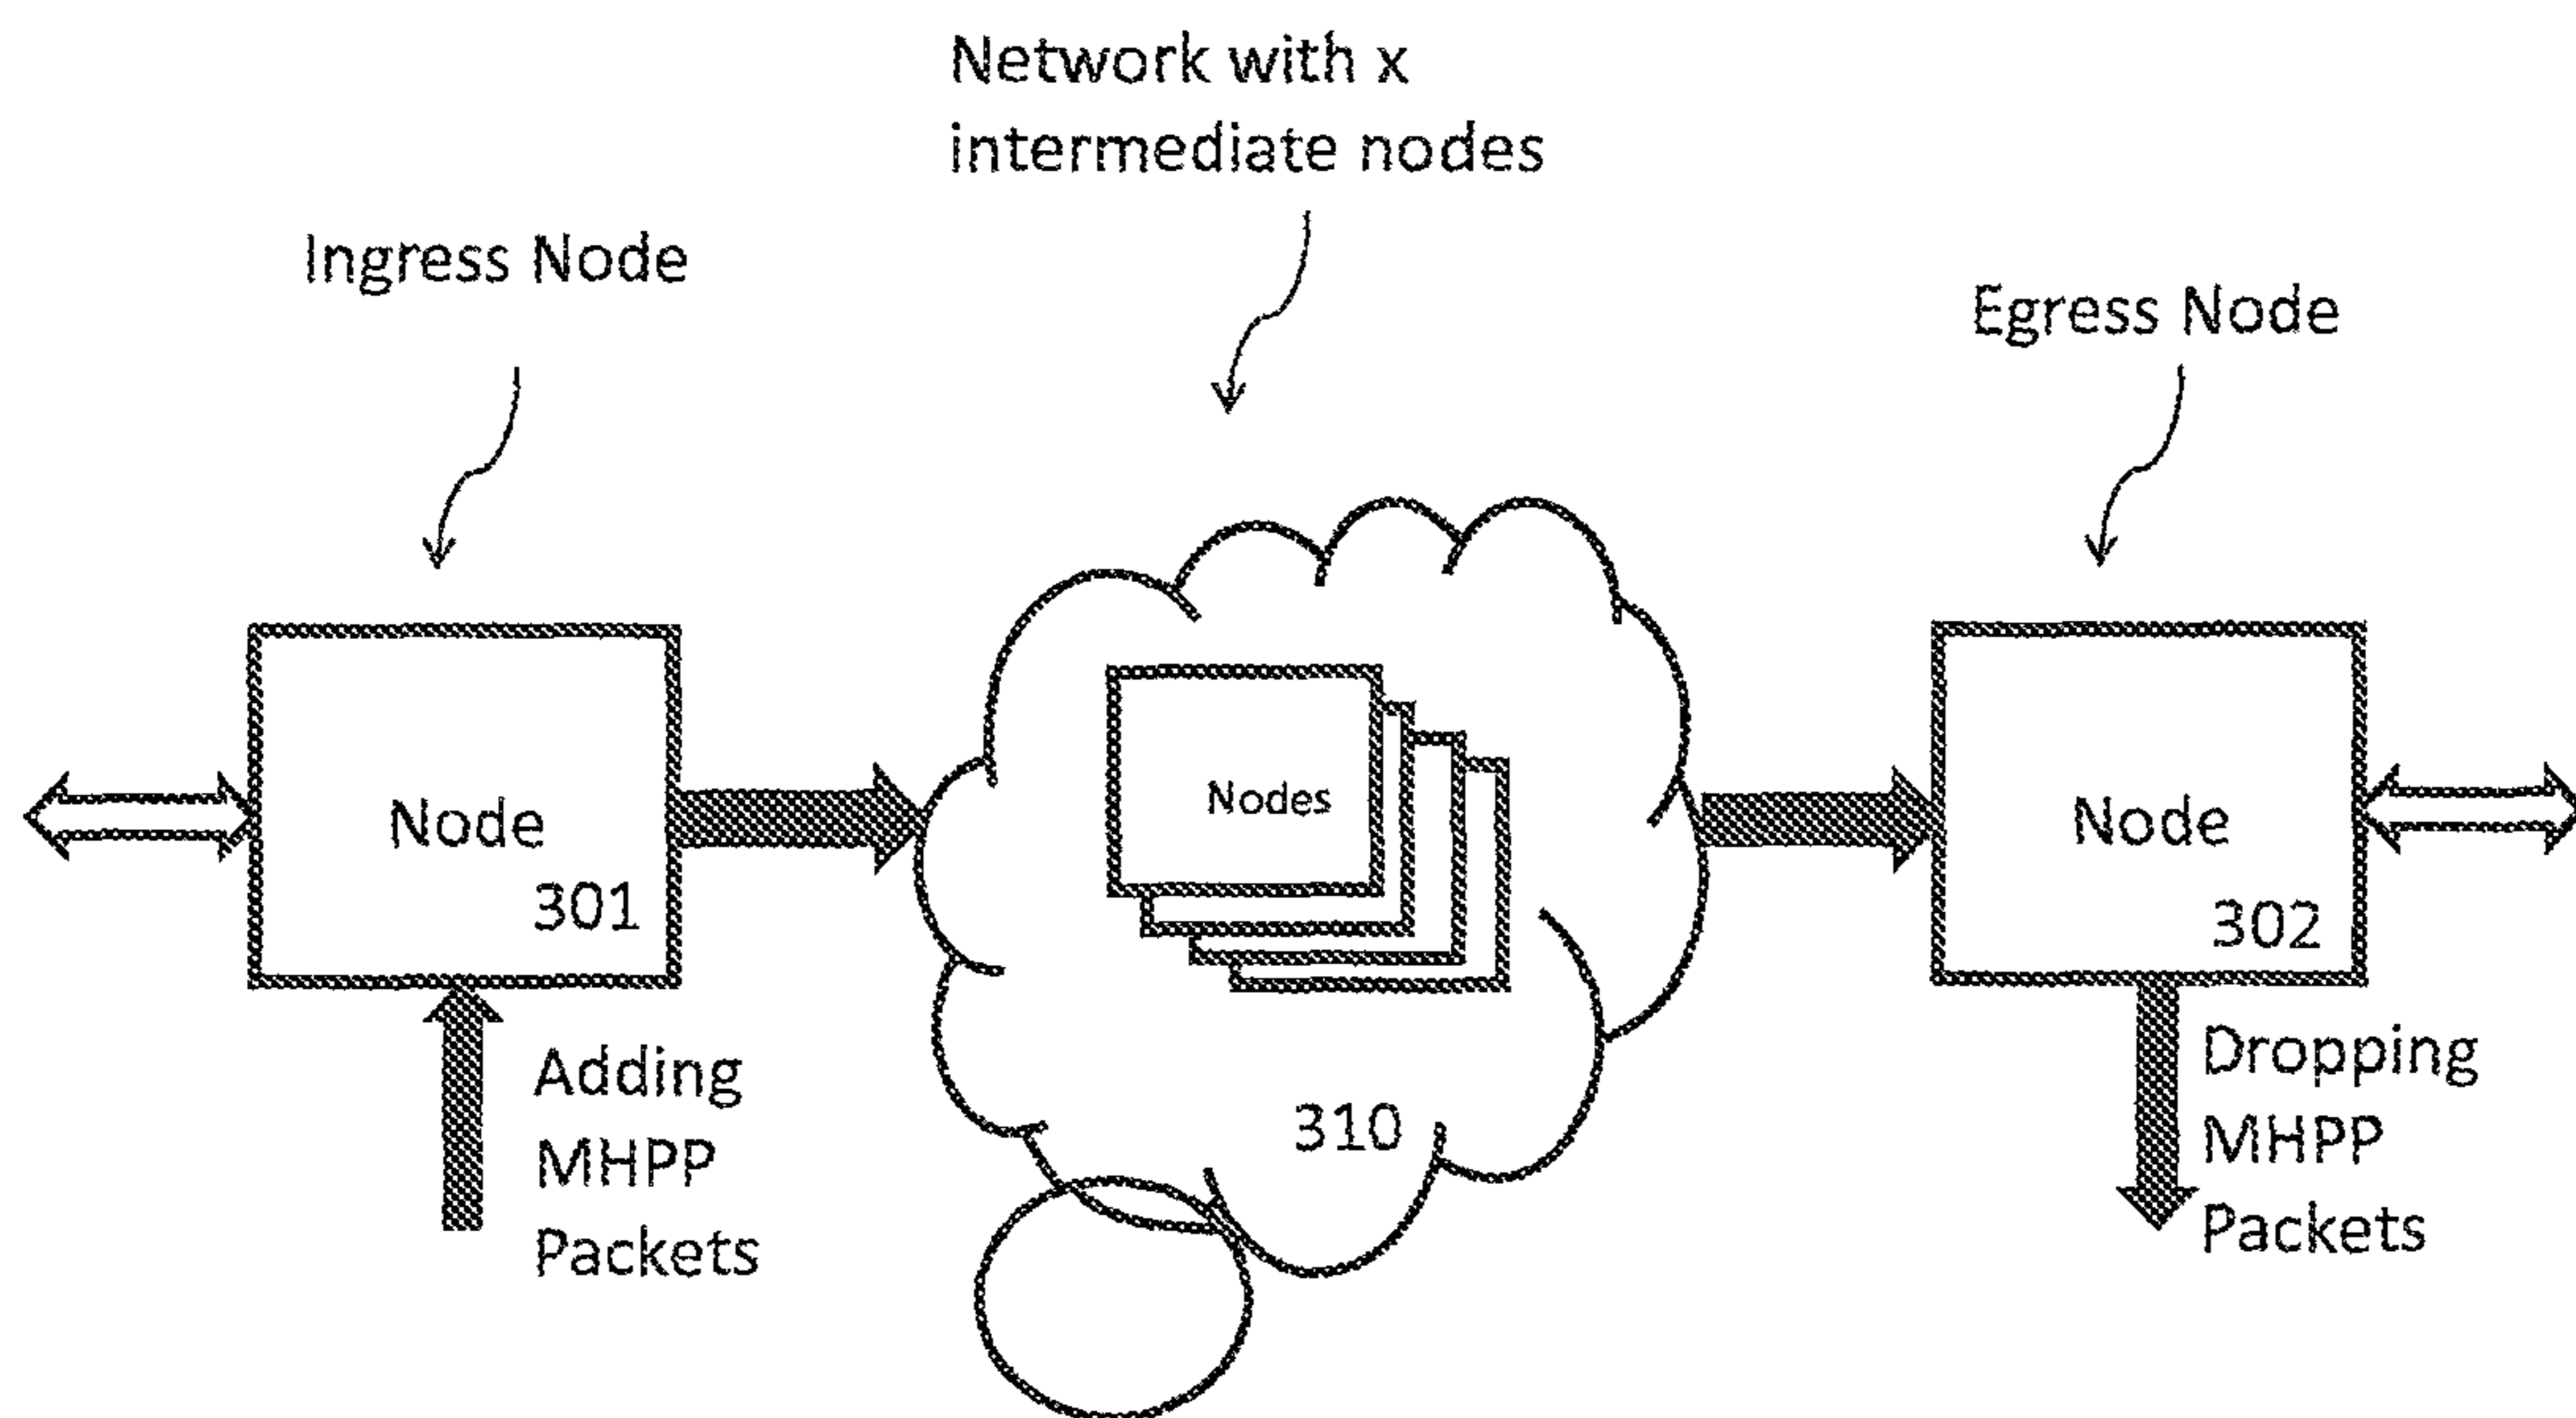 Network with x
intermediate nodes
Ingress Node
Egress Node
Node
301
Nodes
310
Node
302
Adding
MHPP
Packets
Dropping
MHPP
Packets